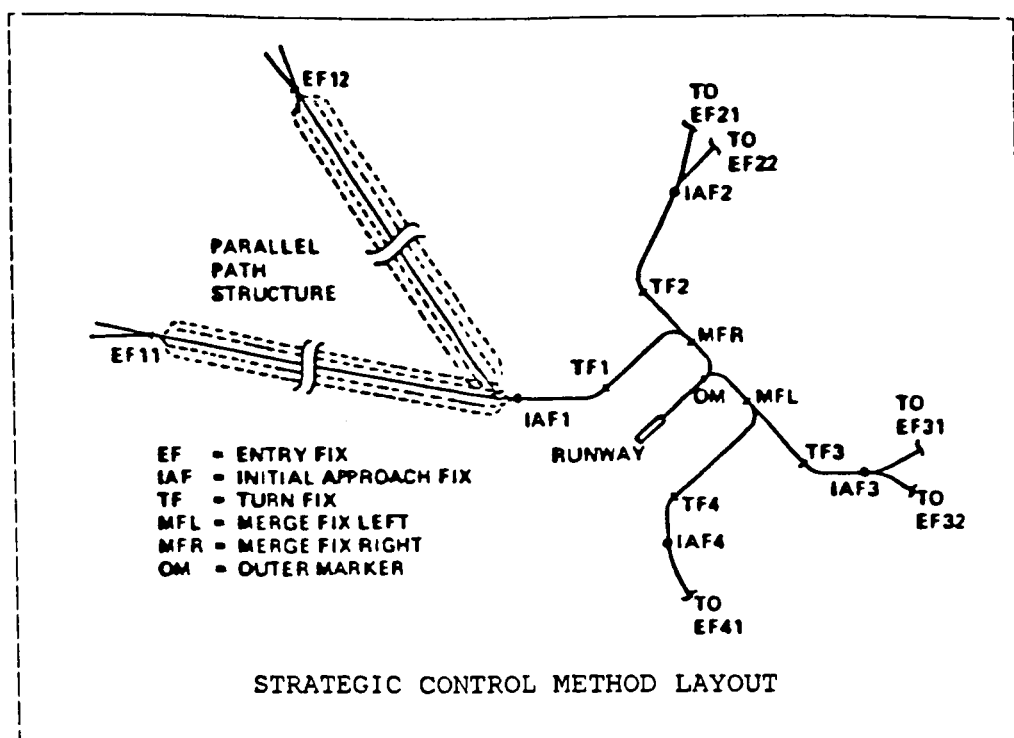 EF12
TO
EF21
TO
EF22
IAF2
PARALLEL
PATH
STRUCTURE
TF2
MFR
EF11
TF1
OM
MFL
IAF1
RUNWAY
TO
EF31
TF3
IAF3
TO
EF32
TF4
IAF4
TO
EF41
EF = ENTRY FIX
IAF = INITIAL APPROACH FIX
TF = TURN FIX
MFL = MERGE FIX LEFT
MFR = MERGE FIX RIGHT
OM = OUTER MARKER
STRATEGIC CONTROL METHOD LAYOUT